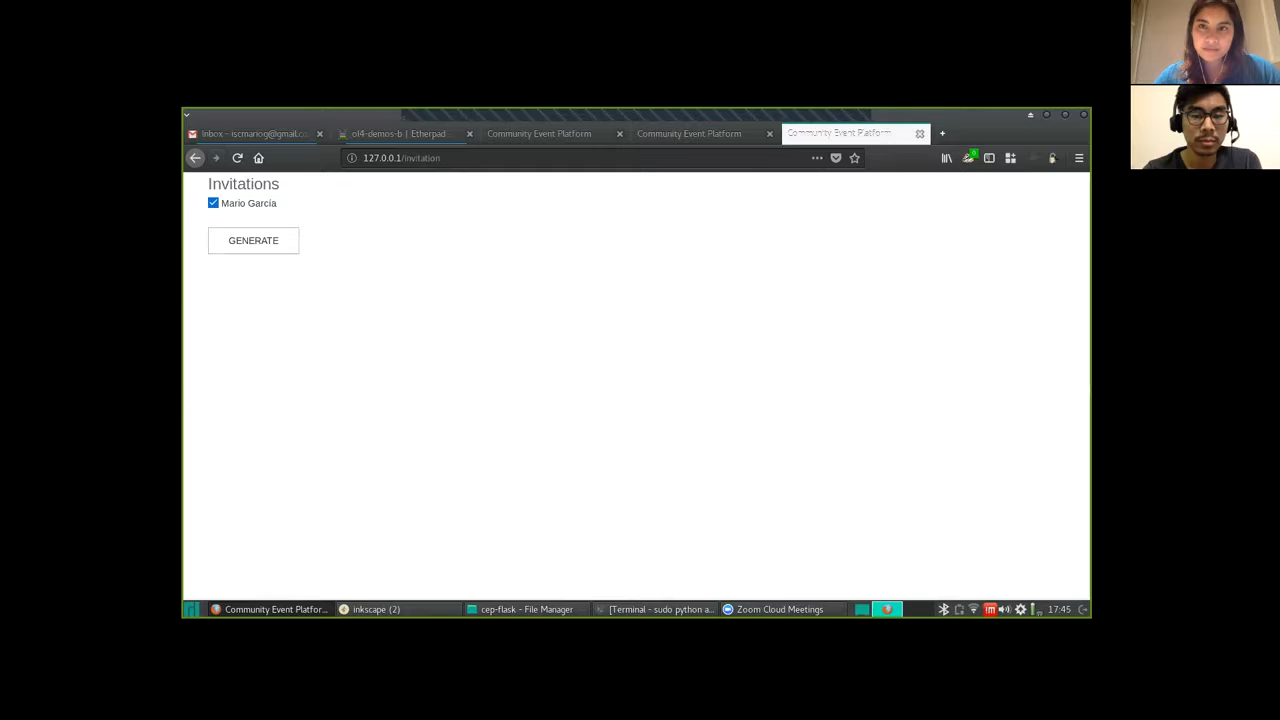 Inbox - iscmariog@gmail.co
ol4-demos-b | Etherpad
Community Event Platform
Community Event Platform
Community Event Platform
127.0.0.1/invitation
Invitations
Mario García
GENERATE
Community Event Platfor...
inkscape (2)
cep-flask - File Manager
[Terminal - sudo python a...
Zoom Cloud Meetings
17:45